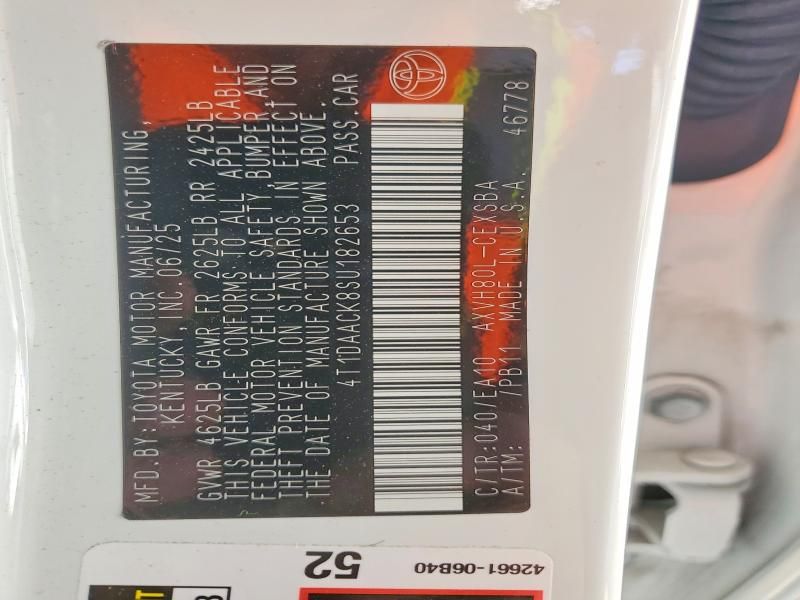 MFD.BY:TOYOTA MOTOR MANUFACTURING,
KENTUCKY, INC.06/25
GVWR 4625LB GAWR FR 2625LB RR 2425LB
THIS VEHICLE CONFORMS TO ALL APPLICABLE
FEDERAL MOTOR VEHICLE SAFETY,BUMPER,AND
THEFT PREVENTION STANDARDS IN EFFECT ON
THE DATE OF MANUFACTURE SHOWN ABOVE.
4T1DAACK8SU182653 PASS.CAR
C/TR:040/EA10 AXVH80L-CEXSBA
A/TM: /PB11 MADE IN U.S.A. 46778
52
42661-06B40